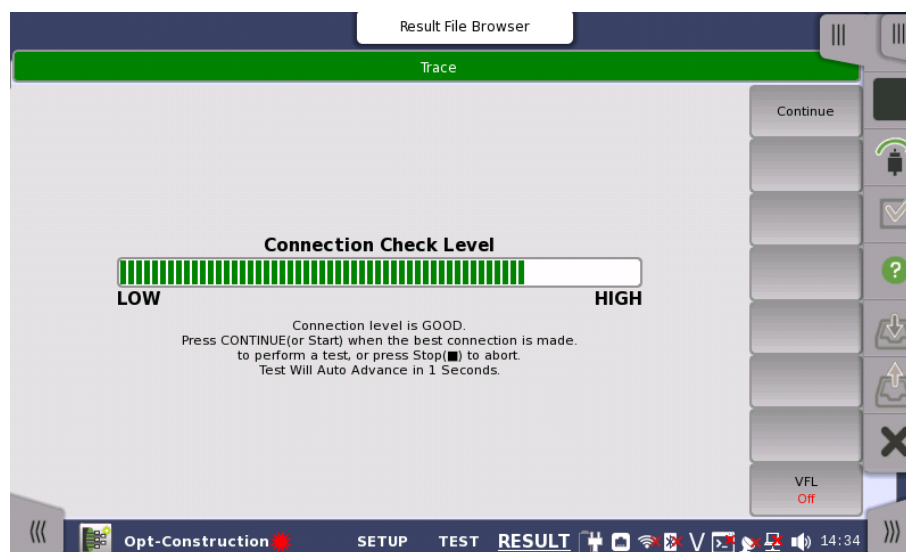 Result File Browser
Trace
Continue
Connection Check Level
LOW HIGH
Connection level is GOOD.
Press CONTINUE(or Start) when the best connection is made.
to perform a test, or press Stop(■) to abort.
Test Will Auto Advance in 1 Seconds.
VFL
Off
Opt-Construction SETUP TEST RESULT V 14:34